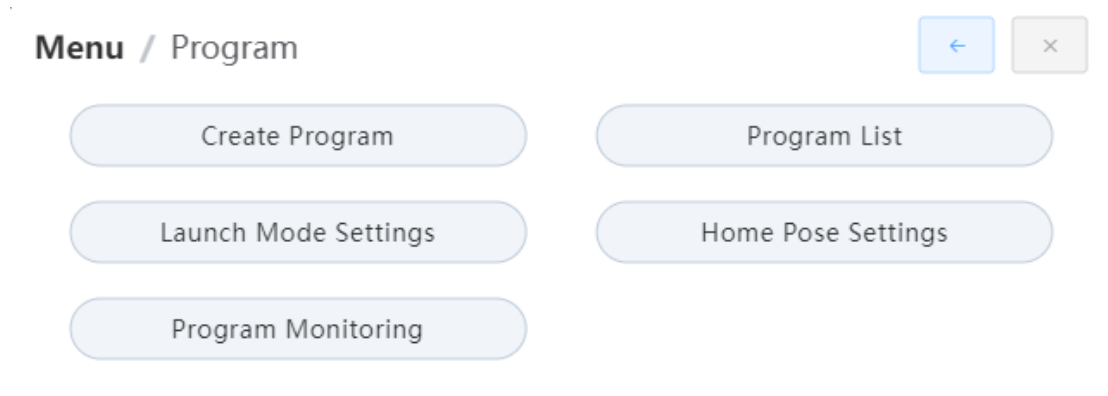 Menu / Program
Create Program
Program List
Launch Mode Settings
Home Pose Settings
Program Monitoring